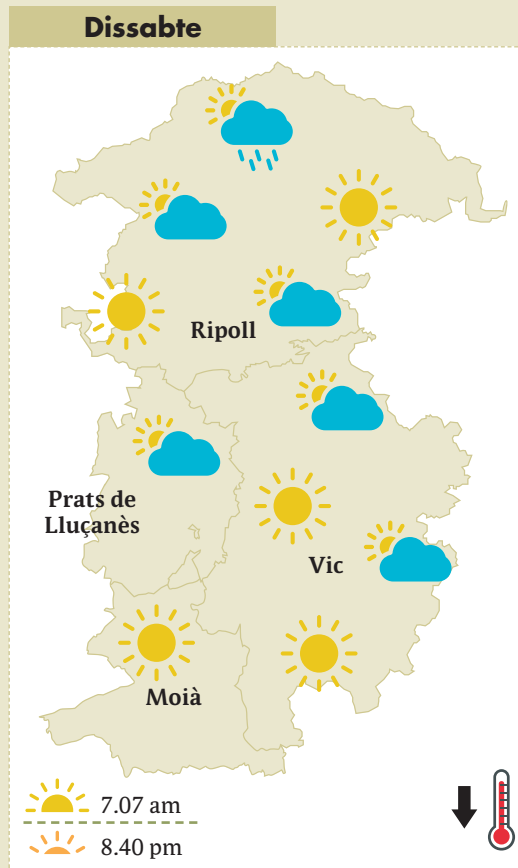 Dissabte
Ripoll
Prats de
Lluçanès
Vic
Moià
7.07 am
8.40 pm